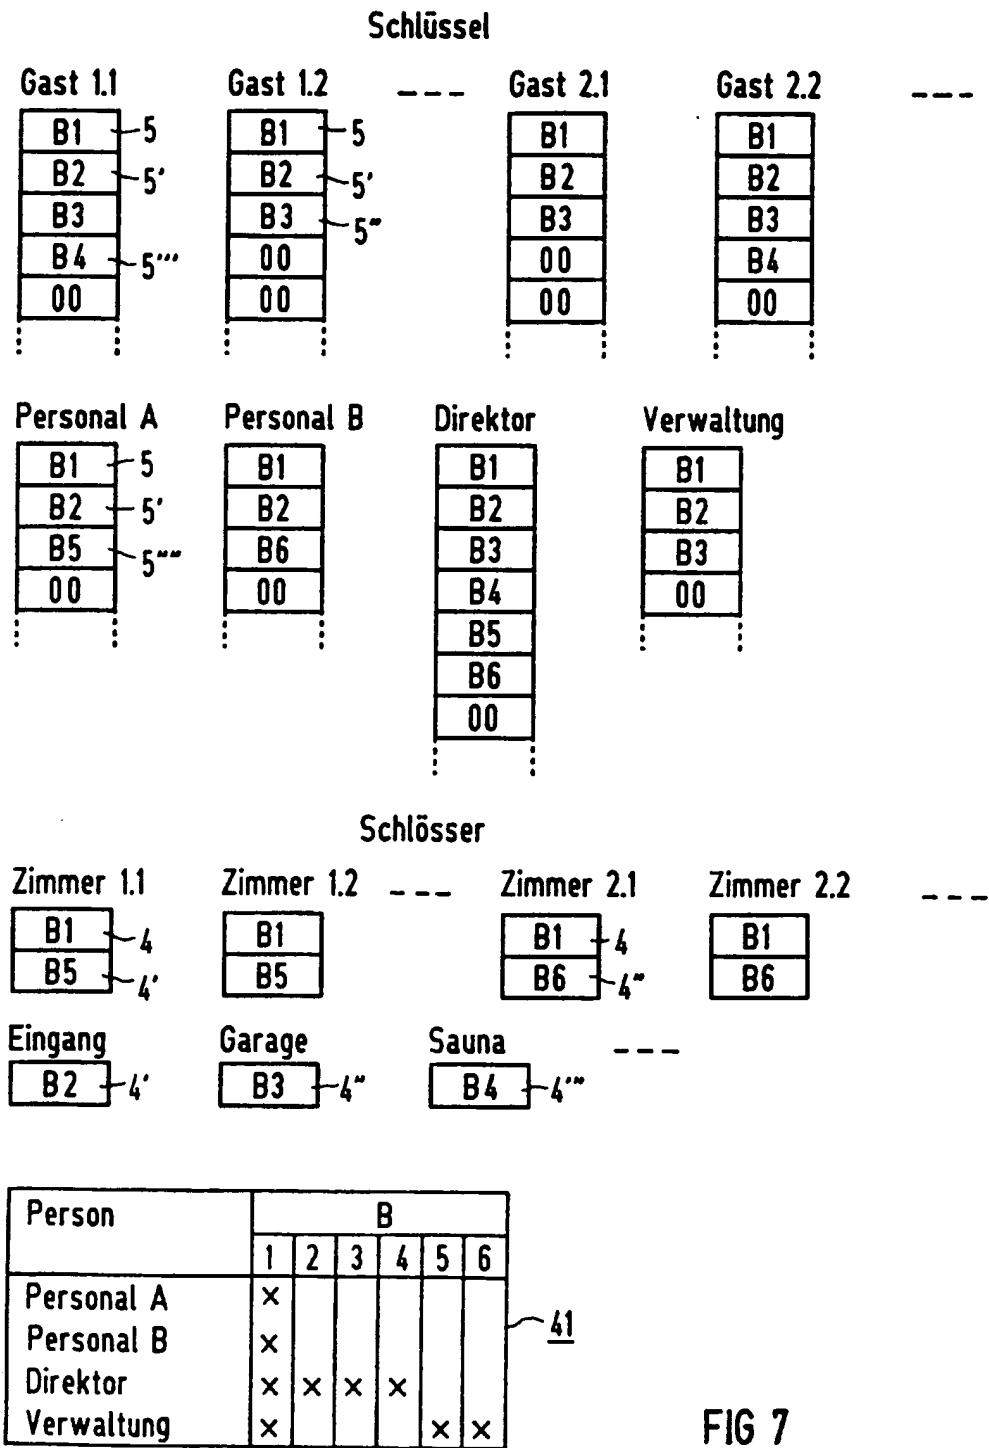 Schlüssel
Gast 1.1 Gast 1.2 --- Gast 2.1 Gast 2.2 ---
B1 5 B1 5 B1 B1
B2 5' B2 5' B2 B2
B3 B3 5" B3 B3
B4 5''' 00 00 B4
00 00 00 00
Personal A Personal B Direktor Verwaltung
B1 5 B1 B1 B1
B2 5' B2 B2 B2
B5 5"" B6 B3 B3
00 00 B4 00
B5
B6
00
Schlösser
Zimmer 1.1 Zimmer 1.2 --- Zimmer 2.1 Zimmer 2.2 ---
B1 4 B1 B1 4 B1
B5 4' B5 B6 4" B6
Eingang Garage Sauna ---
B2 4' B3 4" B4 4'''
Person B
1 2 3 4 5 6
Personal A ×
Personal B ×
Direktor × × × ×
Verwaltung × × ×
41
FIG 7